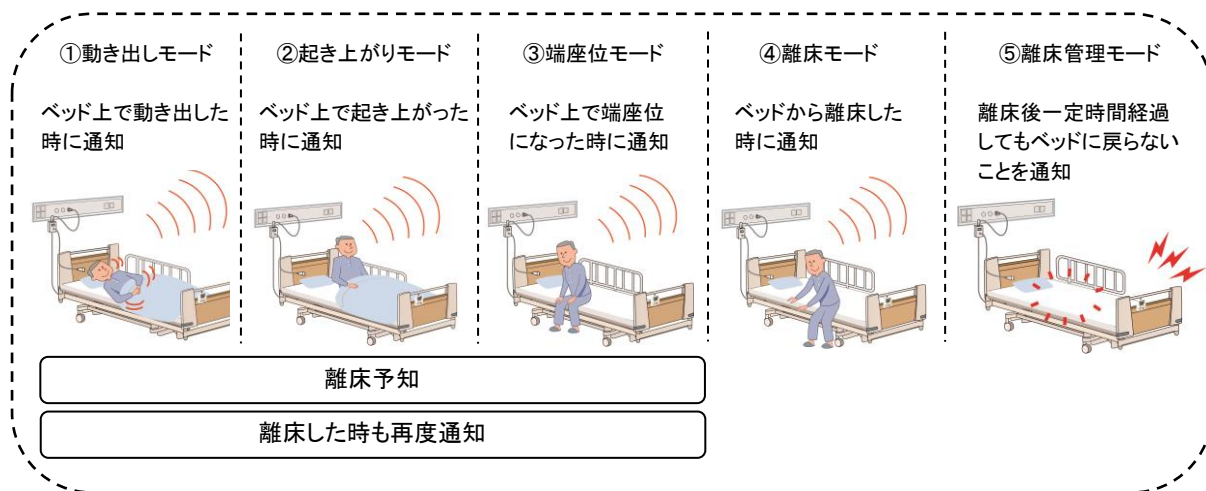 ①動き出しモード
ベッド上で動き出した
時に通知
②起き上がりモード
ベッド上で起き上がった
時に通知
③端座位モード
ベッド上で端座位
になった時に通知
④離床モード
ベッドから離床した
時に通知
⑤離床管理モード
離床後一定時間経過
してもベッドに戻らない
ことを通知
離床予知
離床した時も再度通知